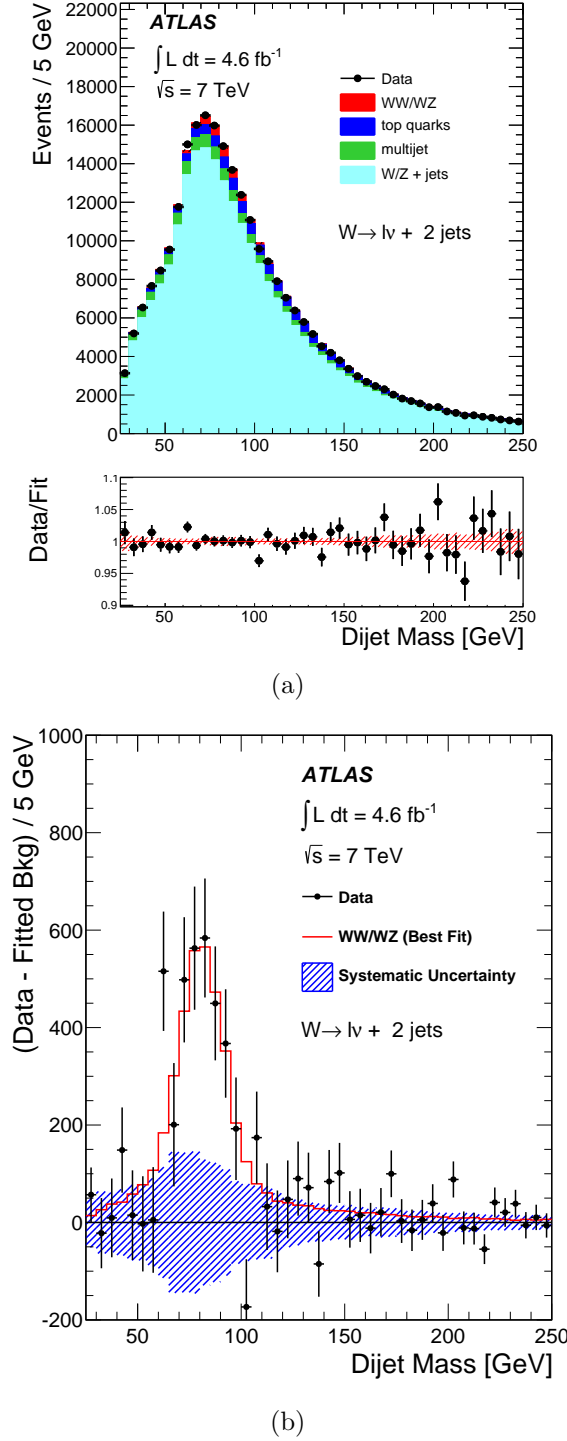 ATLAS
∫L dt = 4.6 fb⁻¹
√s = 7 TeV
Data
WW/WZ
top quarks
multijet
W/Z + jets
W→ lν + 2 jets
Events / 5 GeV
22000
20000
18000
16000
14000
12000
10000
8000
6000
4000
2000
0
50 100 150 200 250
Data/Fit
1.1
1.05
1
0.95
0.9
50 100 150 200 250
Dijet Mass [GeV]
(a)
(Data - Fitted Bkg) / 5 GeV
1000
800
600
400
200
0
-200
ATLAS
∫L dt = 4.6 fb⁻¹
√s = 7 TeV
Data
WW/WZ (Best Fit)
Systematic Uncertainty
W→ lν + 2 jets
50 100 150 200 250
Dijet Mass [GeV]
(b)